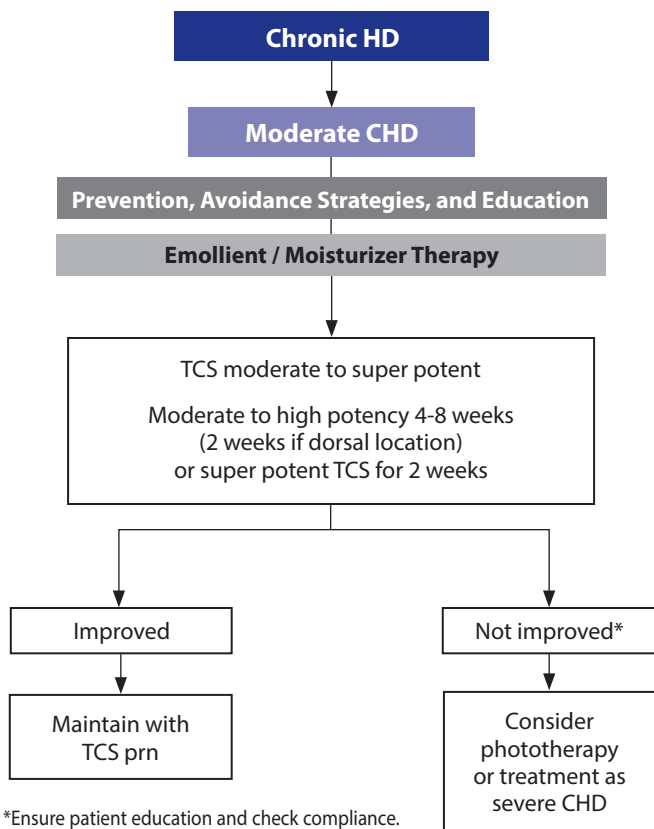 Chronic HD
Moderate CHD
Prevention, Avoidance Strategies, and Education
Emollient / Moisturizer Therapy
TCS moderate to super potent
Moderate to high potency 4-8 weeks
(2 weeks if dorsal location)
or super potent TCS for 2 weeks
Improved
Not improved*
Maintain with
TCS prn
Consider
phototherapy
or treatment as
severe CHD
*Ensure patient education and check compliance.